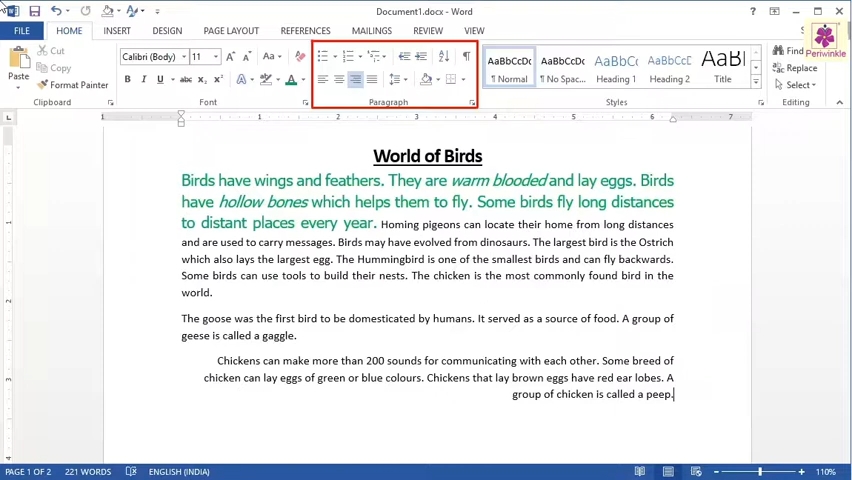 Document1.docx - Word
FILE HOME INSERT DESIGN PAGE LAYOUT REFERENCES MAILINGS REVIEW VIEW
Periwinkle
Paste
Cut
Copy
Format Painter
Clipboard
Calibri (Body) 11
Font
Paragraph
AaBbCcDc AaBbCcDc AaBbCc AaBbCcD AaB
¶ Normal ¶ No Spac... Heading 1 Heading 2 Title
Styles
Find
Replace
Select
Editing
World of Birds
Birds have wings and feathers. They are warm blooded and lay eggs. Birds
have hollow bones which helps them to fly. Some birds fly long distances
to distant places every year. Homing pigeons can locate their home from long distances
and are used to carry messages. Birds may have evolved from dinosaurs. The largest bird is the Ostrich
which also lays the largest egg. The Hummingbird is one of the smallest birds and can fly backwards.
Some birds can use tools to build their nests. The chicken is the most commonly found bird in the
world.
The goose was the first bird to be domesticated by humans. It served as a source of food. A group of
geese is called a gaggle.
Chickens can make more than 200 sounds for communicating with each other. Some breed of
chicken can lay eggs of green or blue colours. Chickens that lay brown eggs have red ear lobes. A
group of chicken is called a peep.
PAGE 1 OF 2 221 WORDS ENGLISH (INDIA) 110%